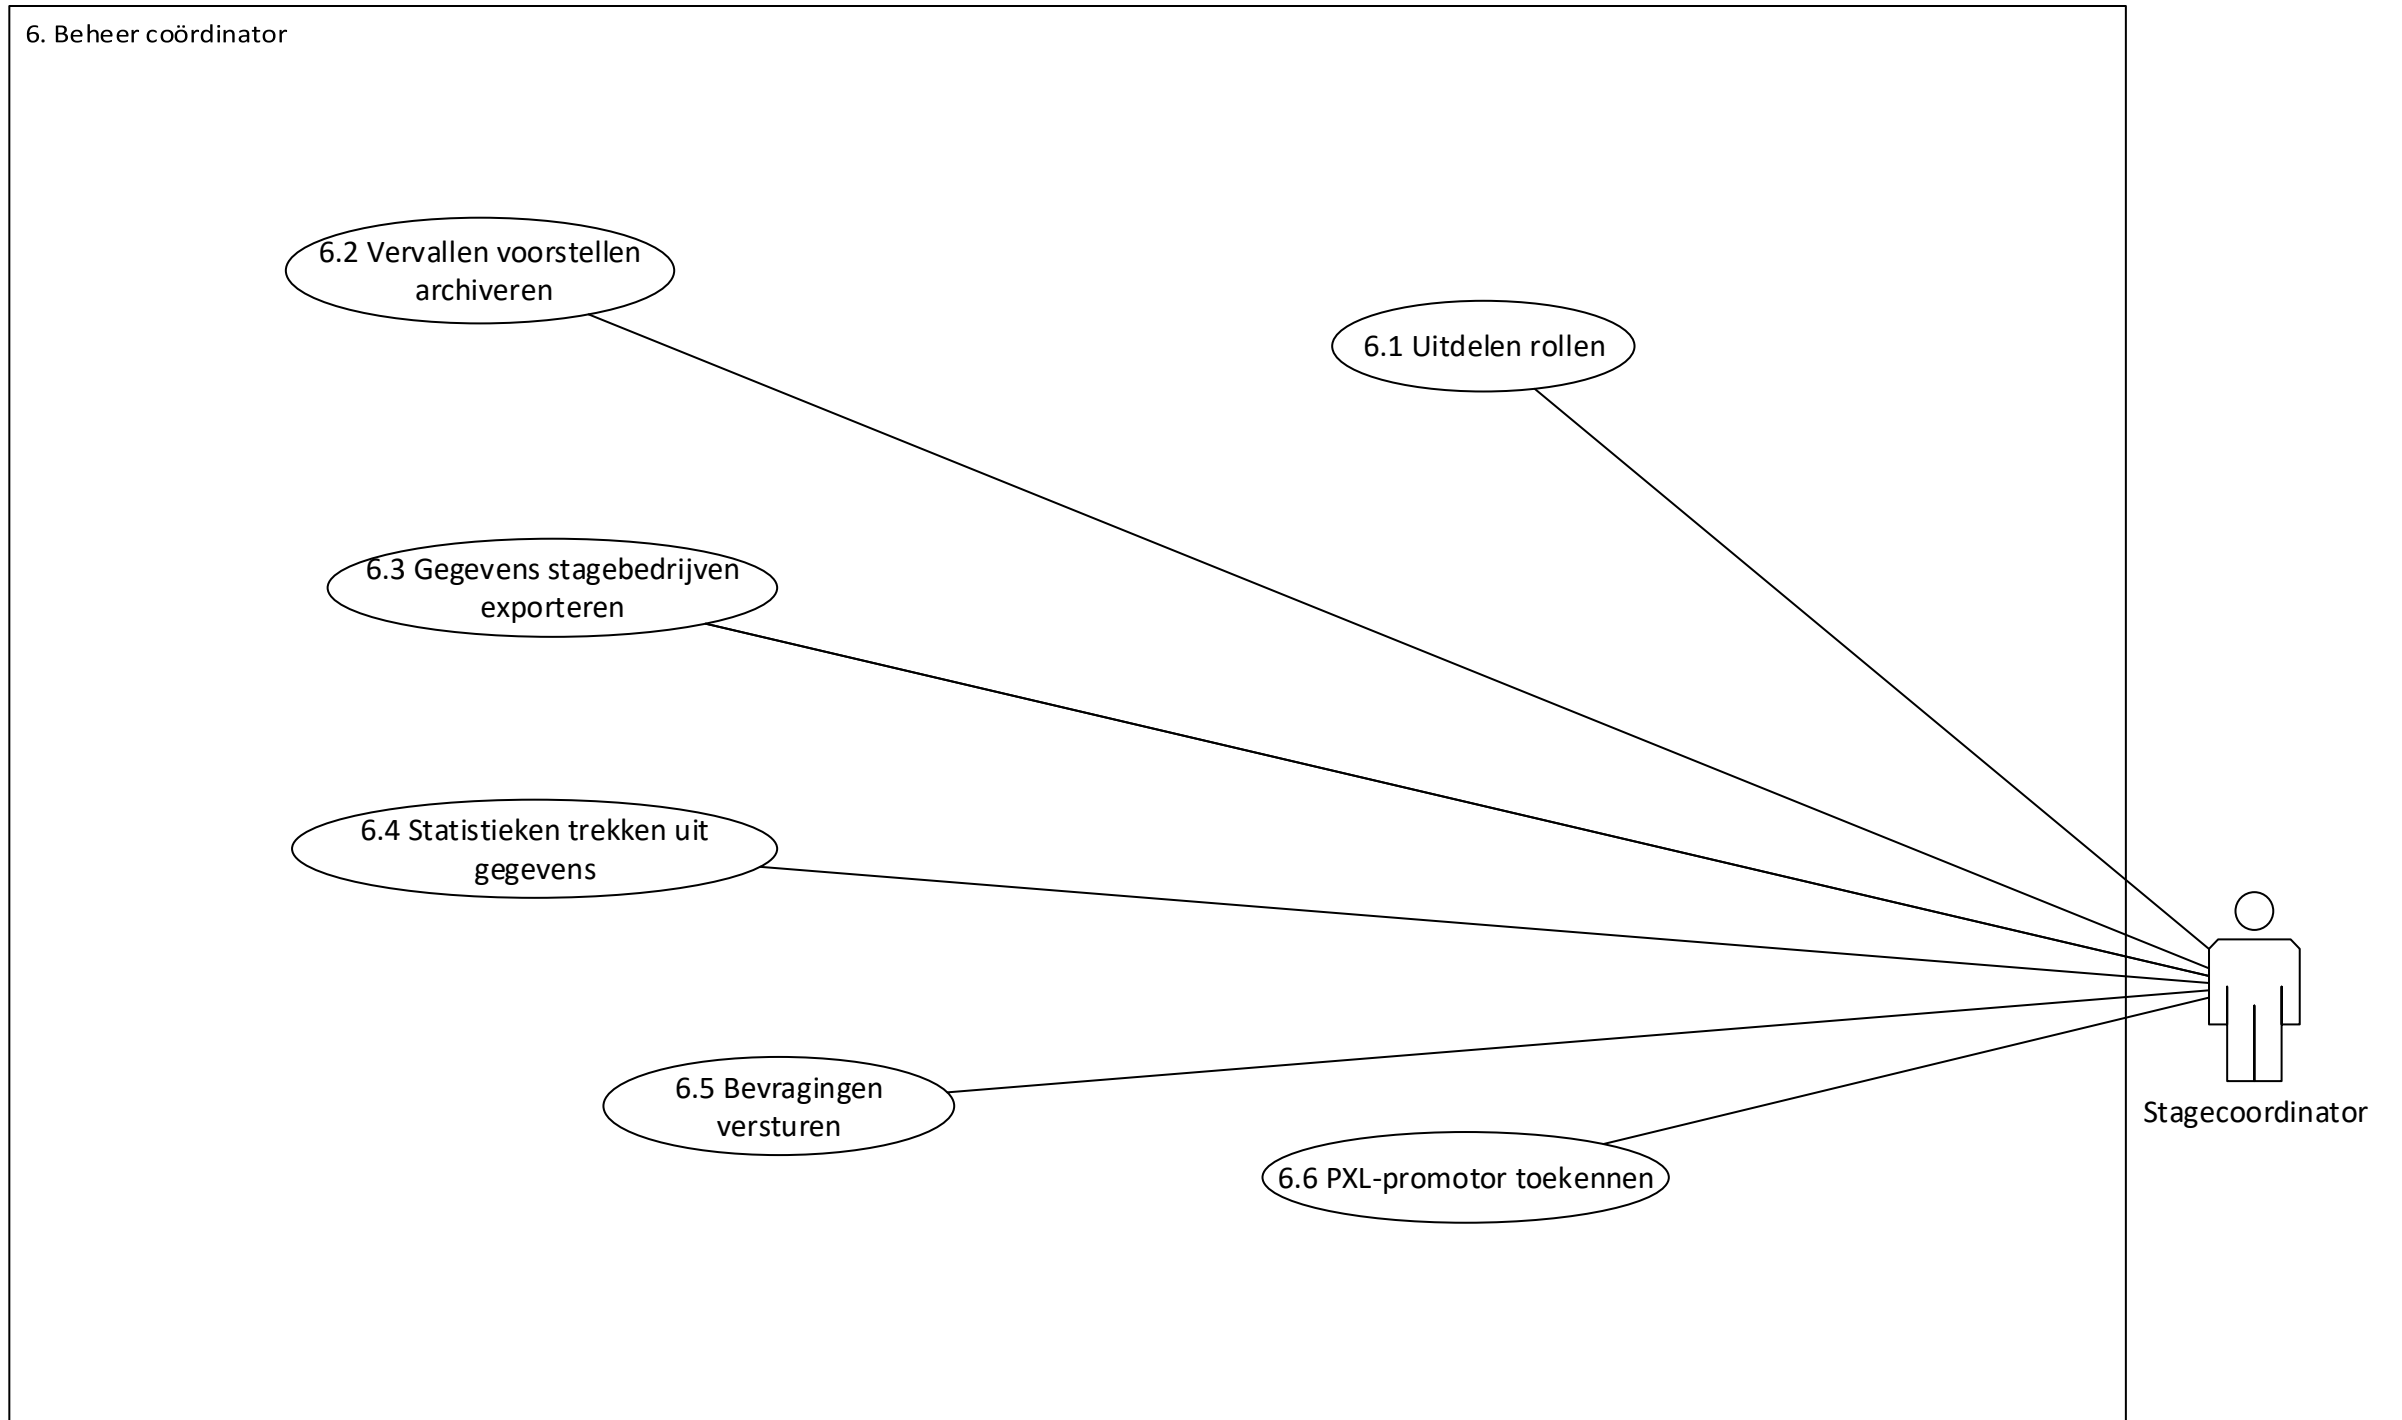 6. Beheer coördinator
6.2 Vervallen voorstellen
archiveren
6.1 Uitdelen rollen
6.3 Gegevens stagebedrijven
exporteren
6.4 Statistieken trekken uit
gegevens
6.5 Bevragingen
versturen
Stagecoordinator
6.6 PXL-promotor toekennen